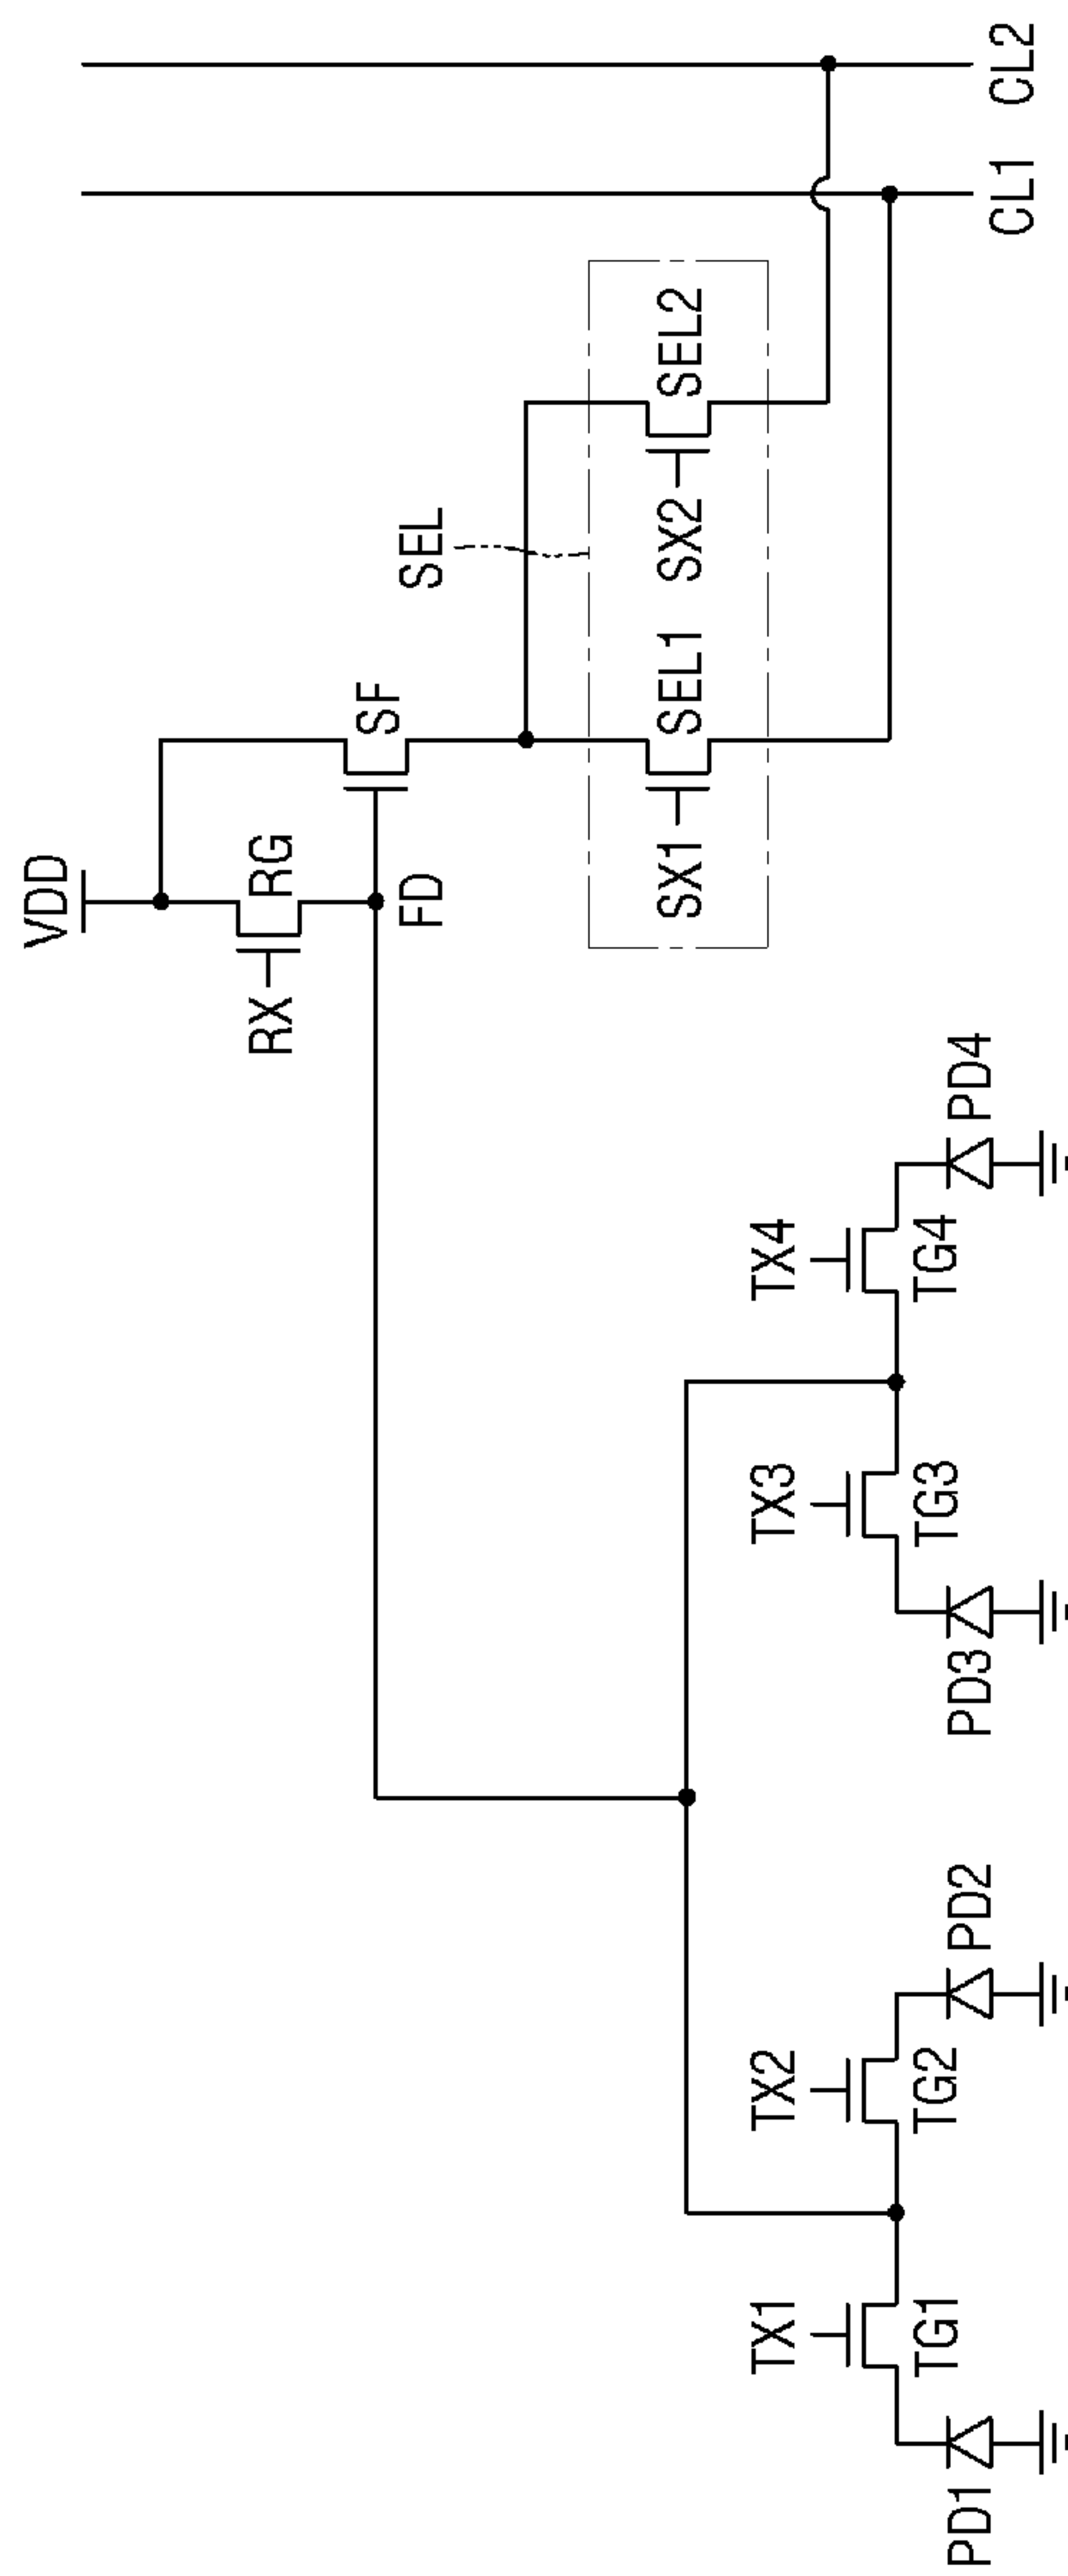 VDD
RX
RG
FD
SF
SEL
SX1
SEL1
SX2
SEL2
CL1
CL2
TX1
TG1
PD1
TX2
TG2
PD2
TX3
TG3
PD3
TX4
TG4
PD4